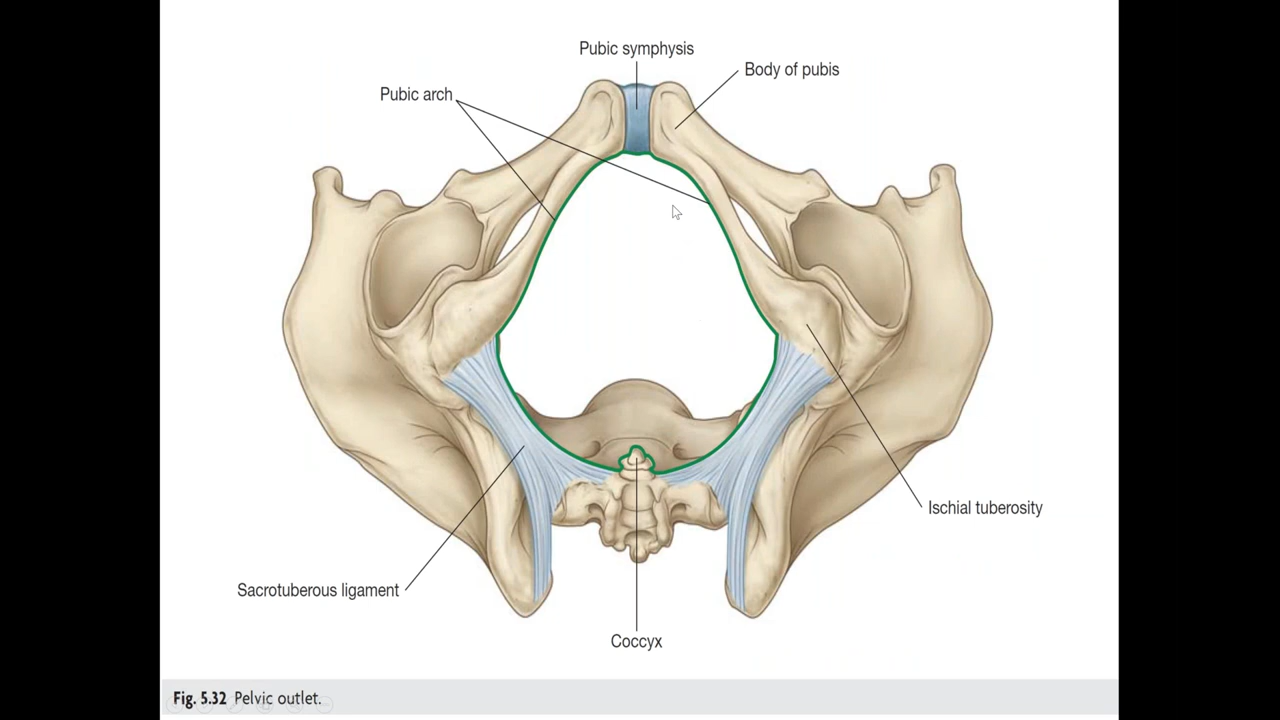 Pubic symphysis
Body of pubis
Pubic arch
Ischial tuberosity
Sacrotuberous ligament
Coccyx
Fig. 5.32 Pelvic outlet.